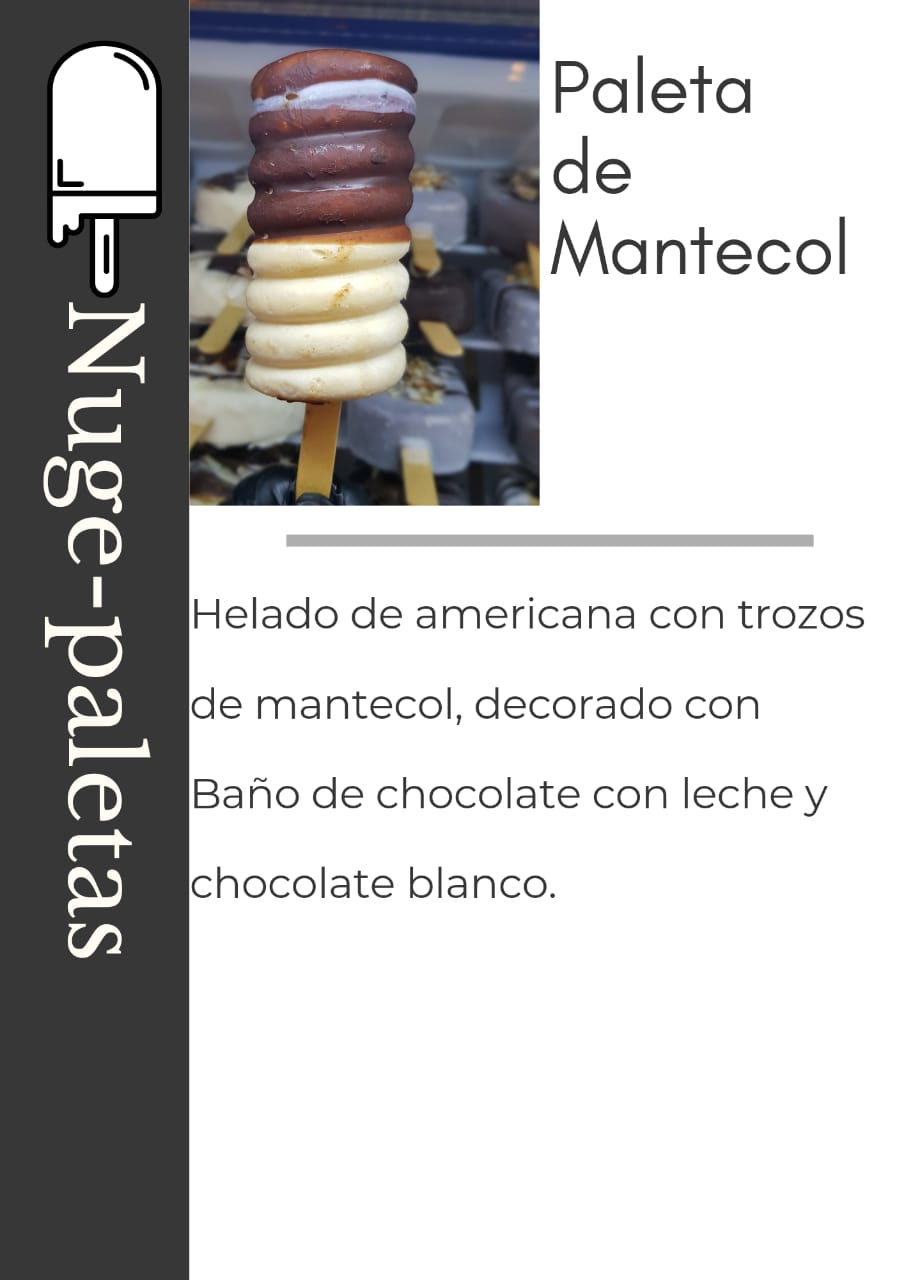 Nuge-paletas
Paleta
de
Mantecol
Helado de americana con trozos
de mantecol, decorado con
Baño de chocolate con leche y
chocolate blanco.